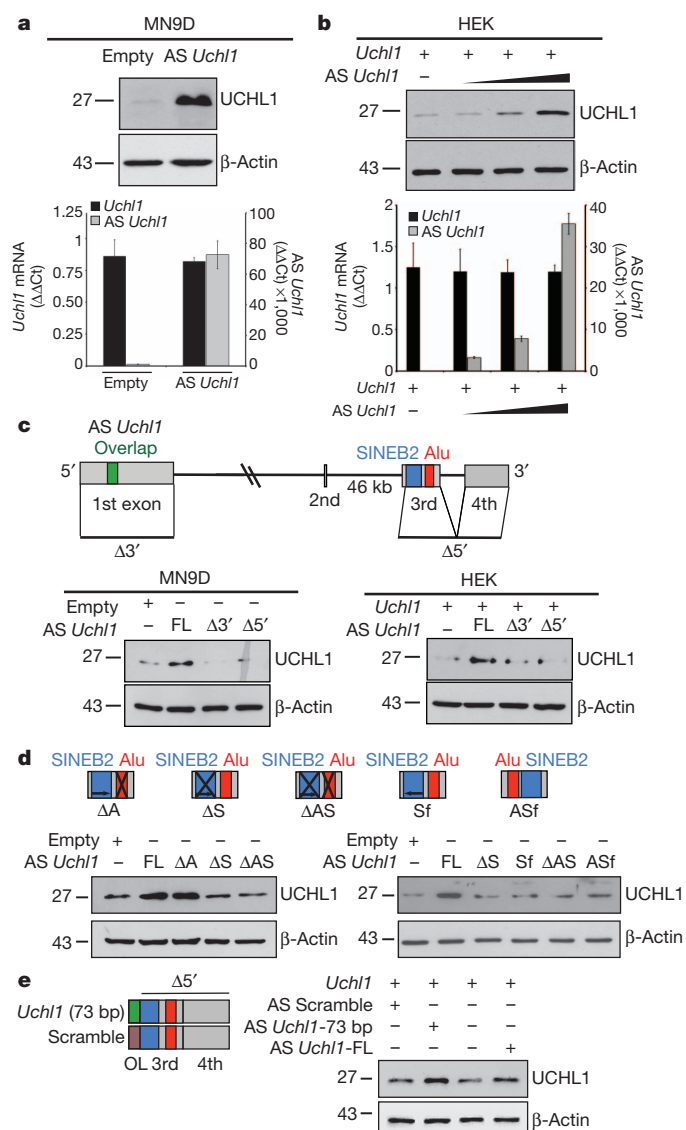 a
MN9D
Empty AS Uchl1
27
UCHL1
43
β-Actin
1.25
1
0.75
0.5
0.25
0
Uchl1 mRNA
(ΔΔCt)
Uchl1
AS Uchl1
100
80
60
40
20
0
AS Uchl1
(ΔΔCt) ×1,000
Empty
AS Uchl1
b
HEK
Uchl1 + + + +
AS Uchl1 –
27
UCHL1
43
β-Actin
2
1.5
1
0.5
0
Uchl1 mRNA
(ΔΔCt)
Uchl1
AS Uchl1
40
30
20
10
0
AS Uchl1
(ΔΔCt) ×1,000
Uchl1 + + + +
AS Uchl1 –
c
AS Uchl1
Overlap
SINEB2 Alu
5′
3′
1st exon
2nd
46 kb
3rd
4th
Δ3′
Δ5′
MN9D
Empty + – – –
AS Uchl1 – FL Δ3′ Δ5′
27
UCHL1
43
β-Actin
HEK
Uchl1 + + + +
AS Uchl1 – FL Δ3′ Δ5′
27
UCHL1
43
β-Actin
d
SINEB2 Alu SINEB2 Alu SINEB2 Alu SINEB2 Alu Alu SINEB2
ΔA ΔS ΔAS Sf ASf
Empty + – – – –
AS Uchl1 – FL ΔA ΔS ΔAS
27
UCHL1
43
β-Actin
Empty + – – – – –
AS Uchl1 – FL ΔS Sf ΔAS ASf
27
UCHL1
43
β-Actin
e
Δ5′
Uchl1 (73 bp)
Scramble
OL 3rd 4th
Uchl1 + + + +
AS Scramble + – – –
AS Uchl1-73 bp – + – –
AS Uchl1-FL – – – +
27
UCHL1
43
β-Actin